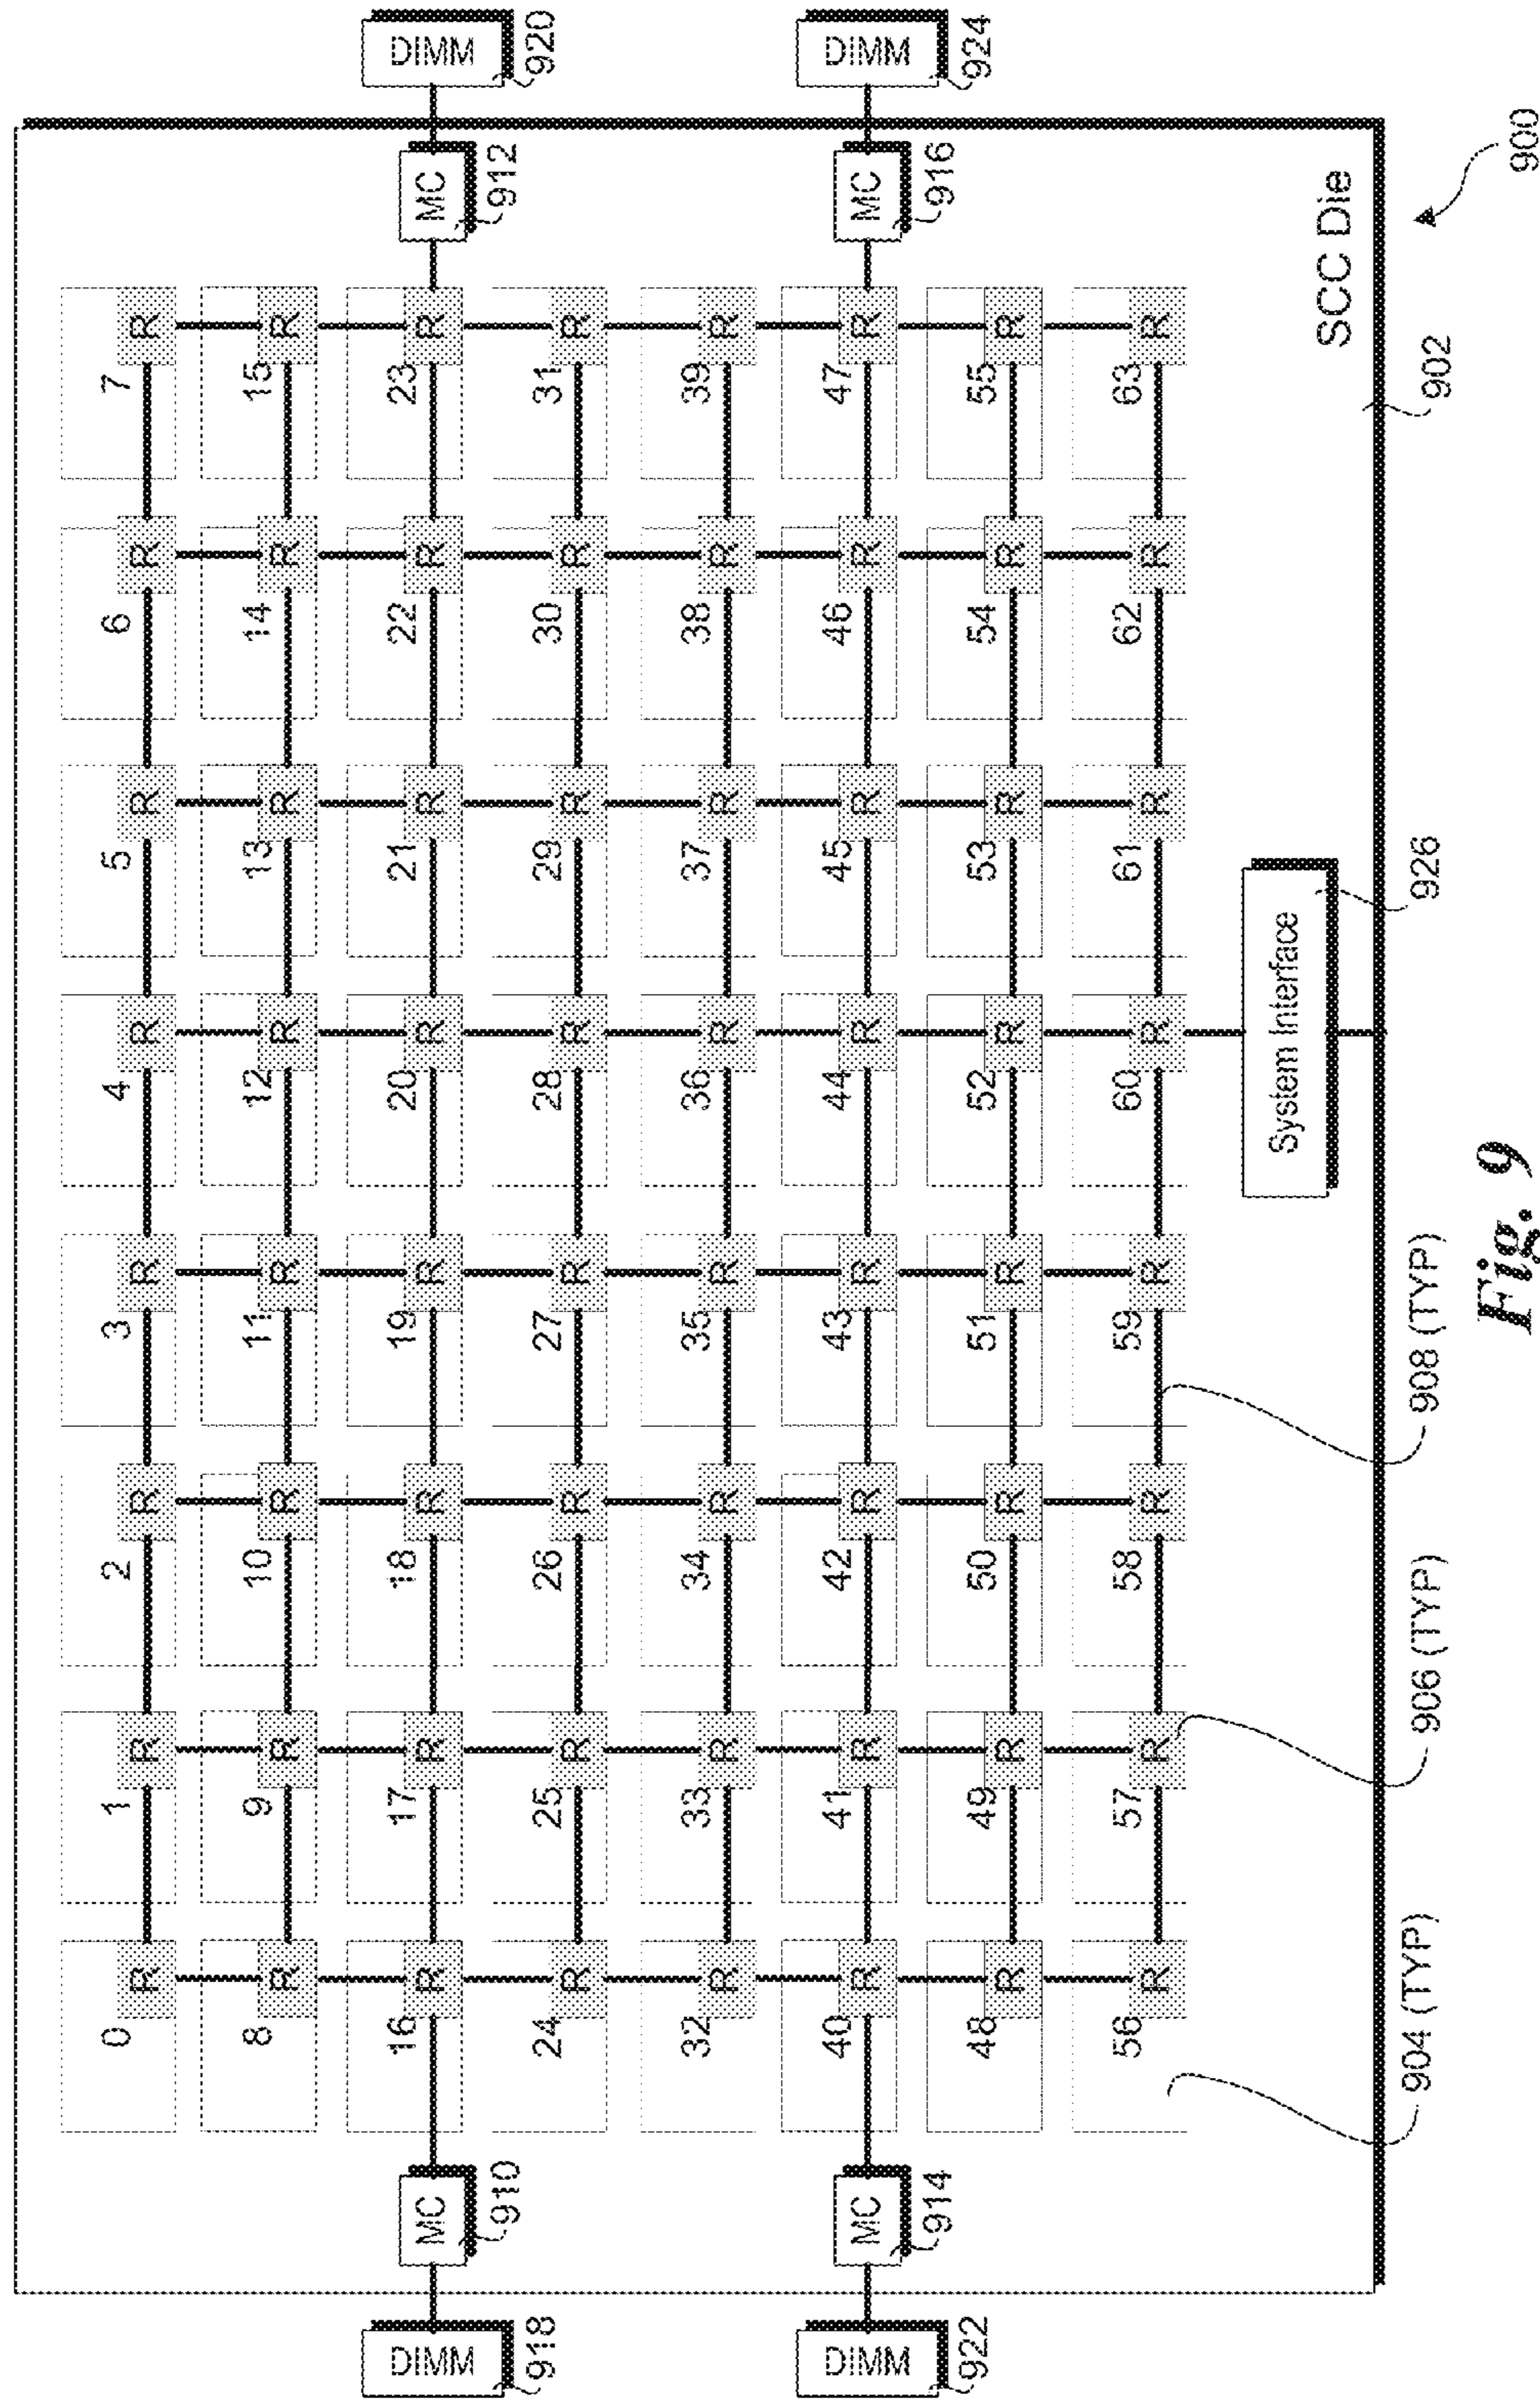 0 1 2 3 4 5 6 7
R R R R R R R R
8 9 10 11 12 13 14 15
R R R R R R R R
DIMM MC 16 17 18 19 20 21 22 23 MC DIMM
R R R R R R R R
918 910 912 920
24 25 26 27 28 29 30 31
R R R R R R R R
32 33 34 35 36 37 38 39
R R R R R R R R
DIMM MC 40 41 42 43 44 45 46 47 MC DIMM
R R R R R R R R
922 914 916 924
48 49 50 51 52 53 54 55
R R R R R R R R
56 57 58 59 60 61 62 63
R R R R R R R R
System Interface
SCC Die
904 (TYP) 906 (TYP) 908 (TYP) 926 902
Fig. 9
900